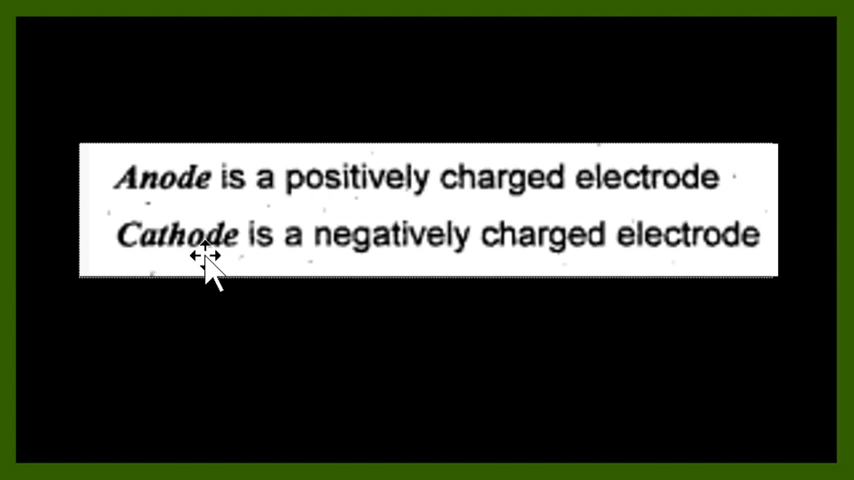 Anode is a positively charged electrode
Cathode is a negatively charged electrode